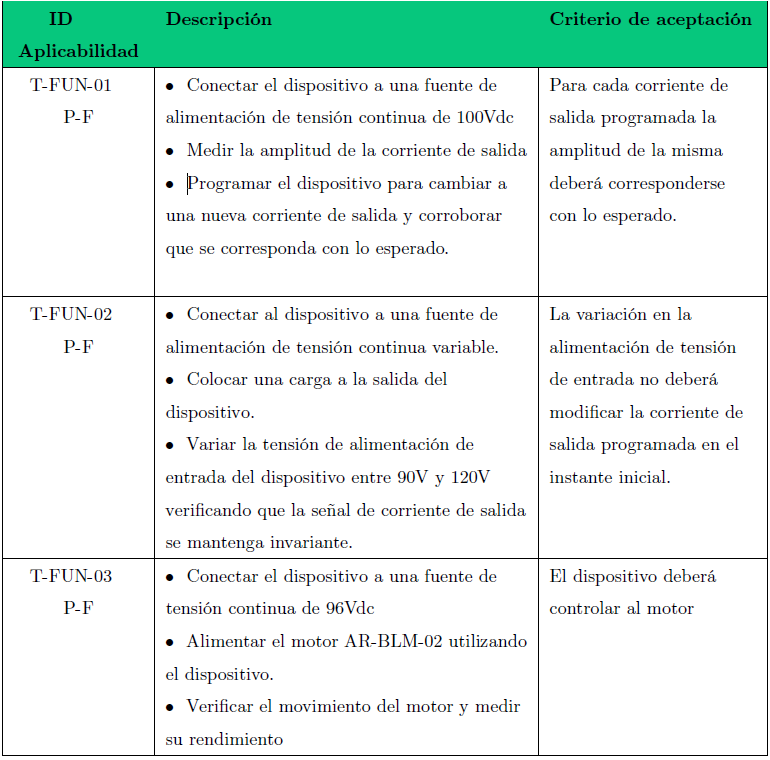 ID
Aplicabilidad
Descripción
Criterio de aceptación
T-FUN-01
P-F
• Conectar el dispositivo a una fuente de
alimentación de tensión continua de 100Vdc
• Medir la amplitud de la corriente de salida
• Programar el dispositivo para cambiar a
una nueva corriente de salida y corroborar
que se corresponda con lo esperado.
Para cada corriente de
salida programada la
amplitud de la misma
deberá corresponderse
con lo esperado.
T-FUN-02
P-F
• Conectar al dispositivo a una fuente de
alimentación de tensión continua variable.
• Colocar una carga a la salida del
dispositivo.
• Variar la tensión de alimentación de
entrada del dispositivo entre 90V y 120V
verificando que la señal de corriente de salida
se mantenga invariante.
La variación en la
alimentación de tensión
de entrada no deberá
modificar la corriente de
salida programada en el
instante inicial.
T-FUN-03
P-F
• Conectar el dispositivo a una fuente de
tensión continua de 96Vdc
• Alimentar el motor AR-BLM-02 utilizando
el dispositivo.
• Verificar el movimiento del motor y medir
su rendimiento
El dispositivo deberá
controlar al motor